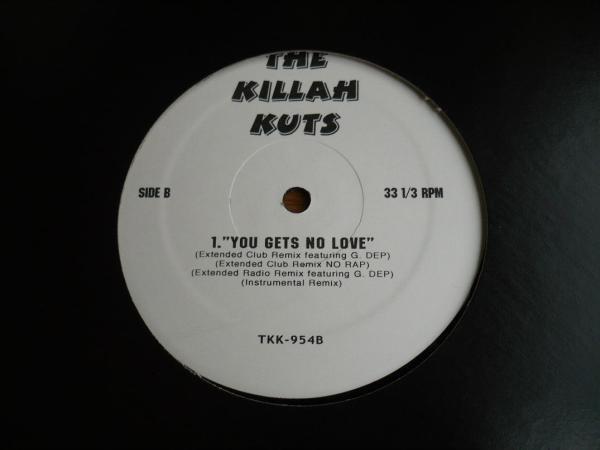 THE
KILLAH
KUTS
SIDE B
33 1/3 RPM
1."YOU GETS NO LOVE"
(Extended Club Remix featuring G. DEP)
(Extended Club Remix NO RAP)
(Extended Radio Remix featuring G. DEP)
(Instrumental Remix)
TKK-954B